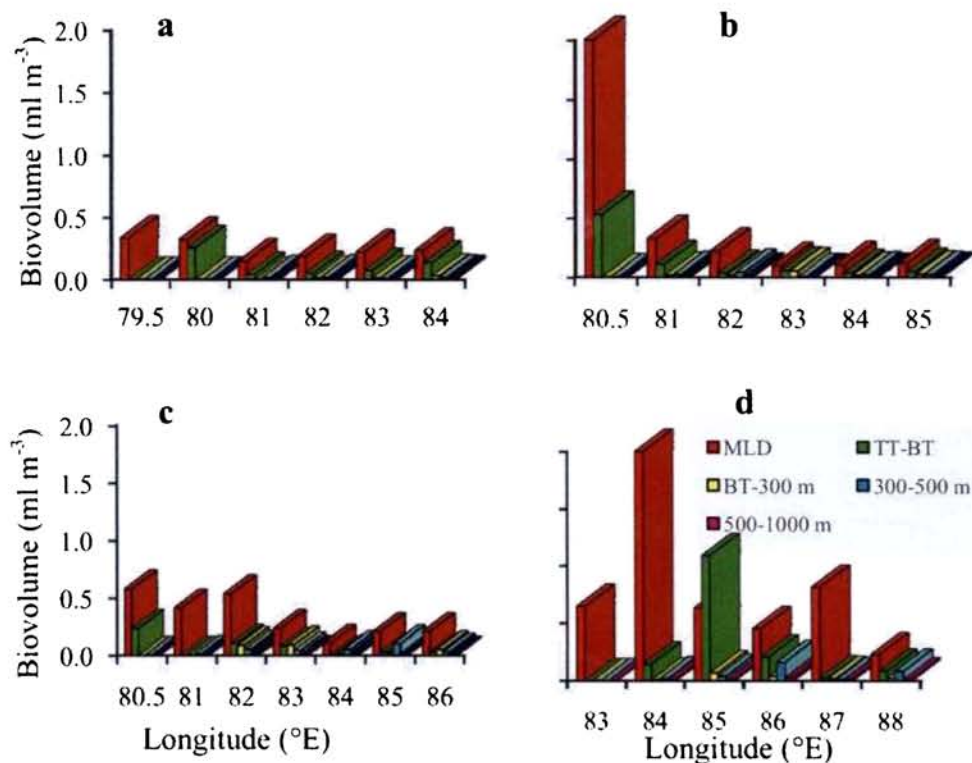 a
b
Biovolume (ml m⁻³)
2.0
1.5
1.0
0.5
0.0
79.5 80 81 82 83 84
80.5 81 82 83 84 85
c
d
Biovolume (ml m⁻³)
2.0
1.5
1.0
0.5
0.0
MLD TT-BT
BT-300 m 300-500 m
500-1000 m
80.5 81 82 83 84 85 86
83 84 85 86 87 88
Longitude (°E)
Longitude (°E)